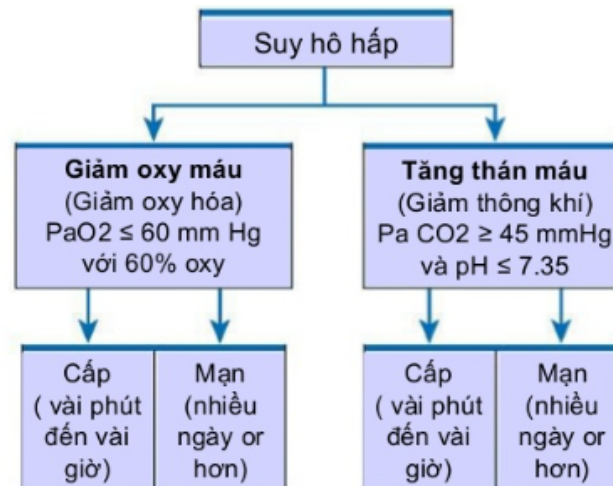 Suy hô hấp
Giảm oxy máu
(Giảm oxy hóa)
PaO2 ≤ 60 mm Hg
với 60% oxy
Tăng thán máu
(Giảm thông khí)
Pa CO2 ≥ 45 mmHg
và pH ≤ 7.35
Cấp
( vài phút
đến vài
giờ)
Mạn
(nhiều
ngày or
hơn)
Cấp
( vài phút
đến vài
giờ)
Mạn
(nhiều
ngày or
hơn)